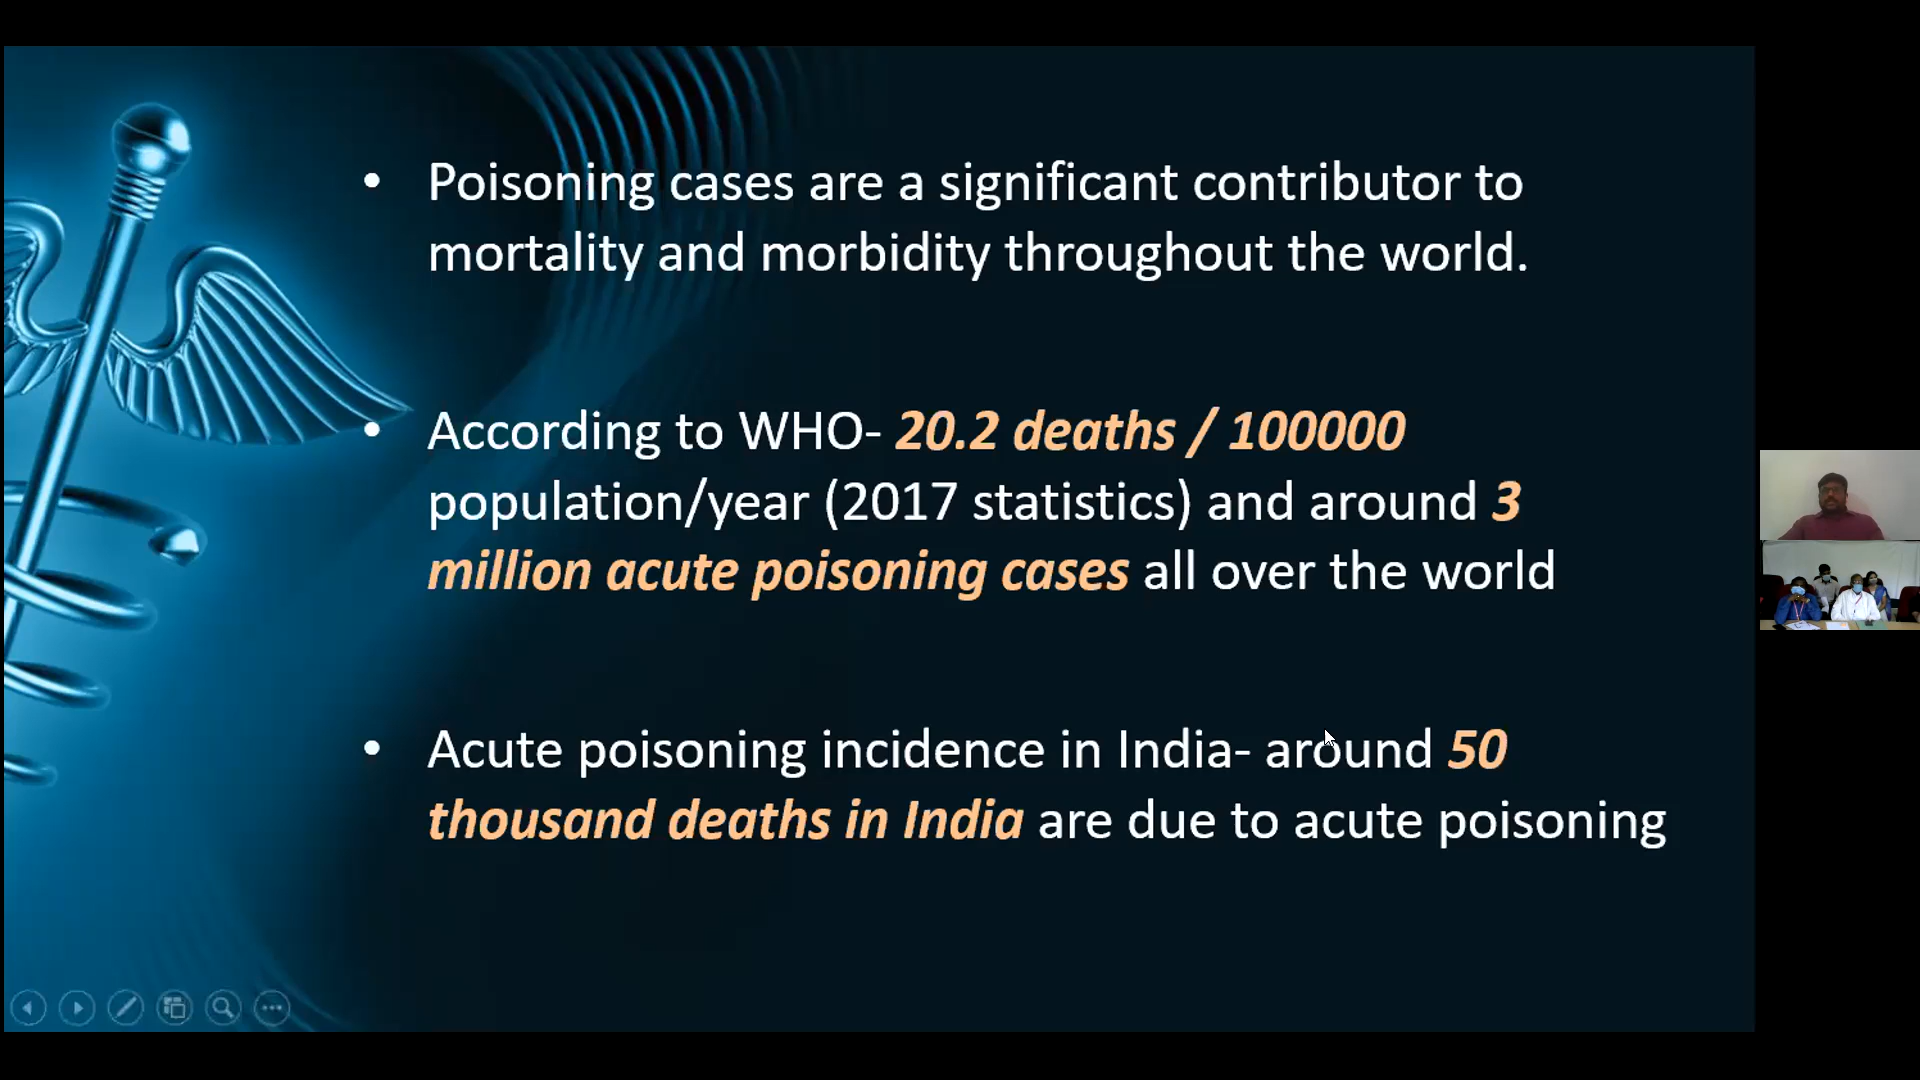 • Poisoning cases are a significant contributor to
mortality and morbidity throughout the world.
• According to WHO- 20.2 deaths / 100000
population/year (2017 statistics) and around 3
million acute poisoning cases all over the world
• Acute poisoning incidence in India- around 50
thousand deaths in India are due to acute poisoning